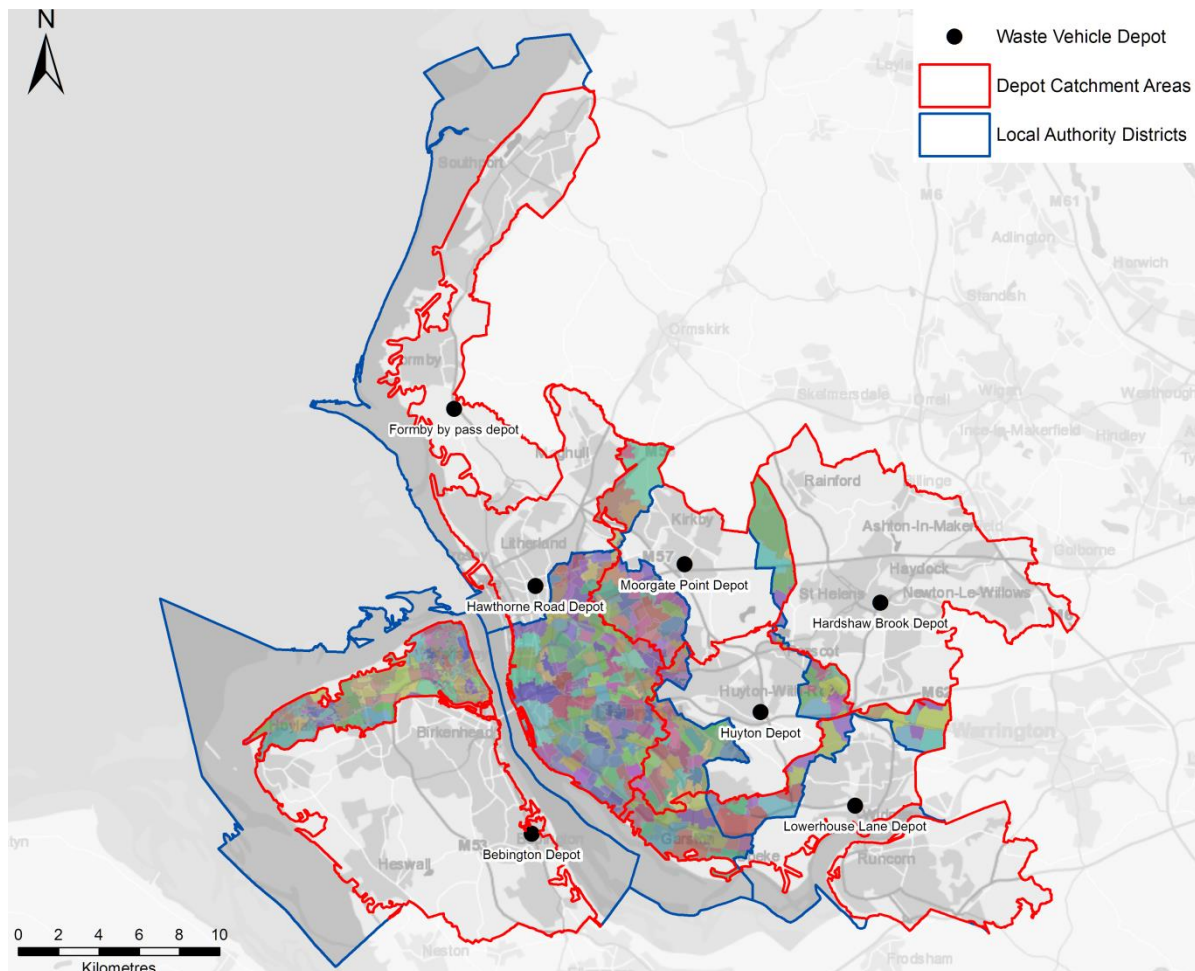 N
Waste Vehicle Depot
Depot Catchment Areas
Local Authority Districts
Southport
M6
M61
Adlington
Horwich
Standish
Ormskirk
Skelmersdale
Orrell
Wigan
Ince-In-Makerfield
Hindley
Formby by pass depot
Maghull
Rainford
Billinge
Kirkby
Ashton-In-Makerfield
Golborne
Litherland
M57
Haydock
Moorgate Point Depot
St Helens
Newton-Le-Willows
Hawthorne Road Depot
Hardshaw Brook Depot
M62
Huyton Depot
Warrington
Birkenhead
Lowerhouse Lane Depot
M53
Bebington Depot
Heswall
Garston
Runcorn
Neston
Frodsham
0 2 4 6 8 10
Kilometres